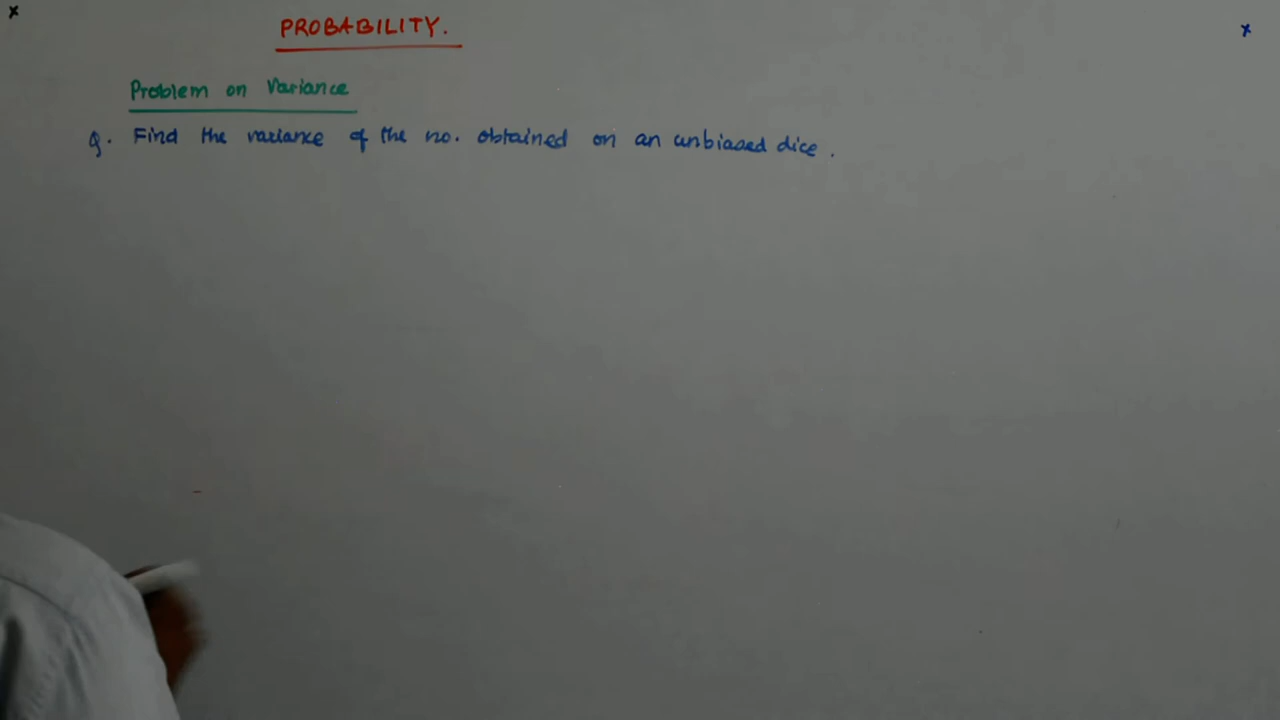 PROBABILITY.
Problem on Variance
Q. Find the variance of the no. obtained on an unbiased dice.